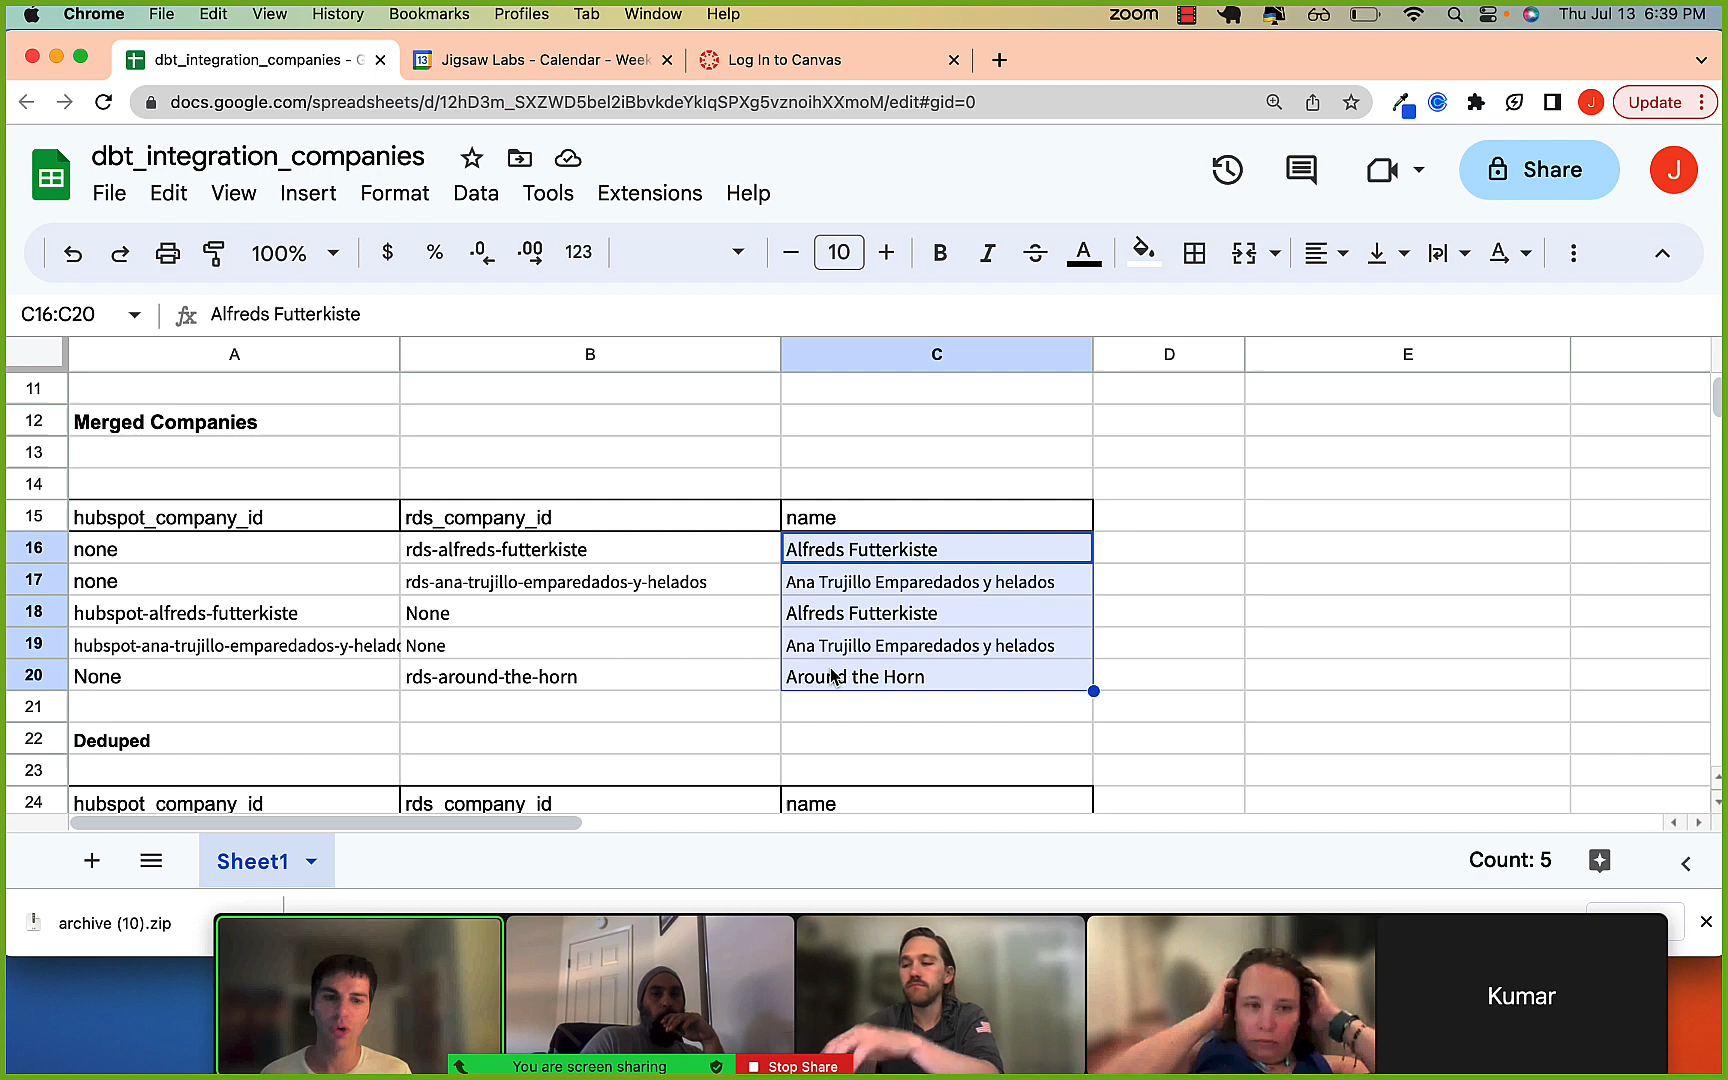 Chrome File Edit View History Bookmarks Profiles Tab Window Help zoom Thu Jul 13 6:39 PM
dbt_integration_companies - G Jigsaw Labs - Calendar - Week Log In to Canvas
docs.google.com/spreadsheets/d/12hD3m_SXZWD5bel2iBbvkdeYkIqSPXg5vznoihXXmoM/edit#gid=0 J Update
dbt_integration_companies
File Edit View Insert Format Data Tools Extensions Help
Share J
100% $ % .0 .00 123 10 B I A A
C16:C20 fx Alfreds Futterkiste
A B C D E
11
12 Merged Companies
13
14
15 hubspot_company_id rds_company_id name
16 none rds-alfreds-futterkiste Alfreds Futterkiste
17 none rds-ana-trujillo-emparedados-y-helados Ana Trujillo Emparedados y helados
18 hubspot-alfreds-futterkiste None Alfreds Futterkiste
19 hubspot-ana-trujillo-emparedados-y-helado None Ana Trujillo Emparedados y helados
20 None rds-around-the-horn Around the Horn
21
22 Deduped
23
24 hubspot_company_id rds_company_id name
Sheet1 Count: 5
archive (10).zip
Kumar
You are screen sharing Stop Share